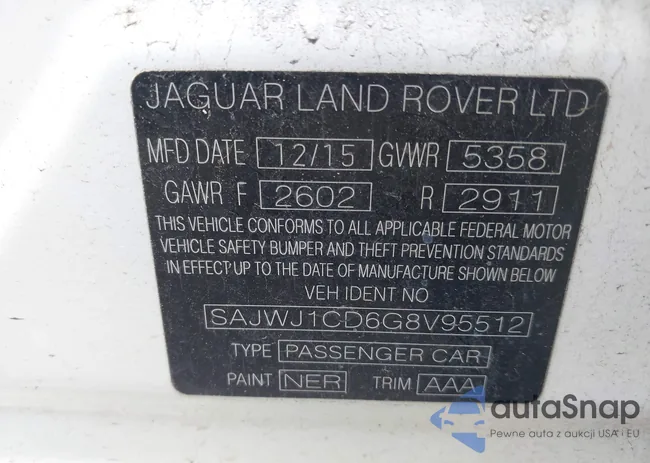 JAGUAR LAND ROVER LTD
MFD DATE 12/15 GVWR 5358
GAWR F 2602 R 2911
THIS VEHICLE CONFORMS TO ALL APPLICABLE FEDERAL MOTOR
VEHICLE SAFETY BUMPER AND THEFT PREVENTION STANDARDS
IN EFFECT UP TO THE DATE OF MANUFACTURE SHOWN BELOW
VEH IDENT NO
SAJWJ1CD6G8V95512
TYPE PASSENGER CAR
PAINT NER TRIM AAA
autaSnap
Pewne auta z aukcji USA i EU